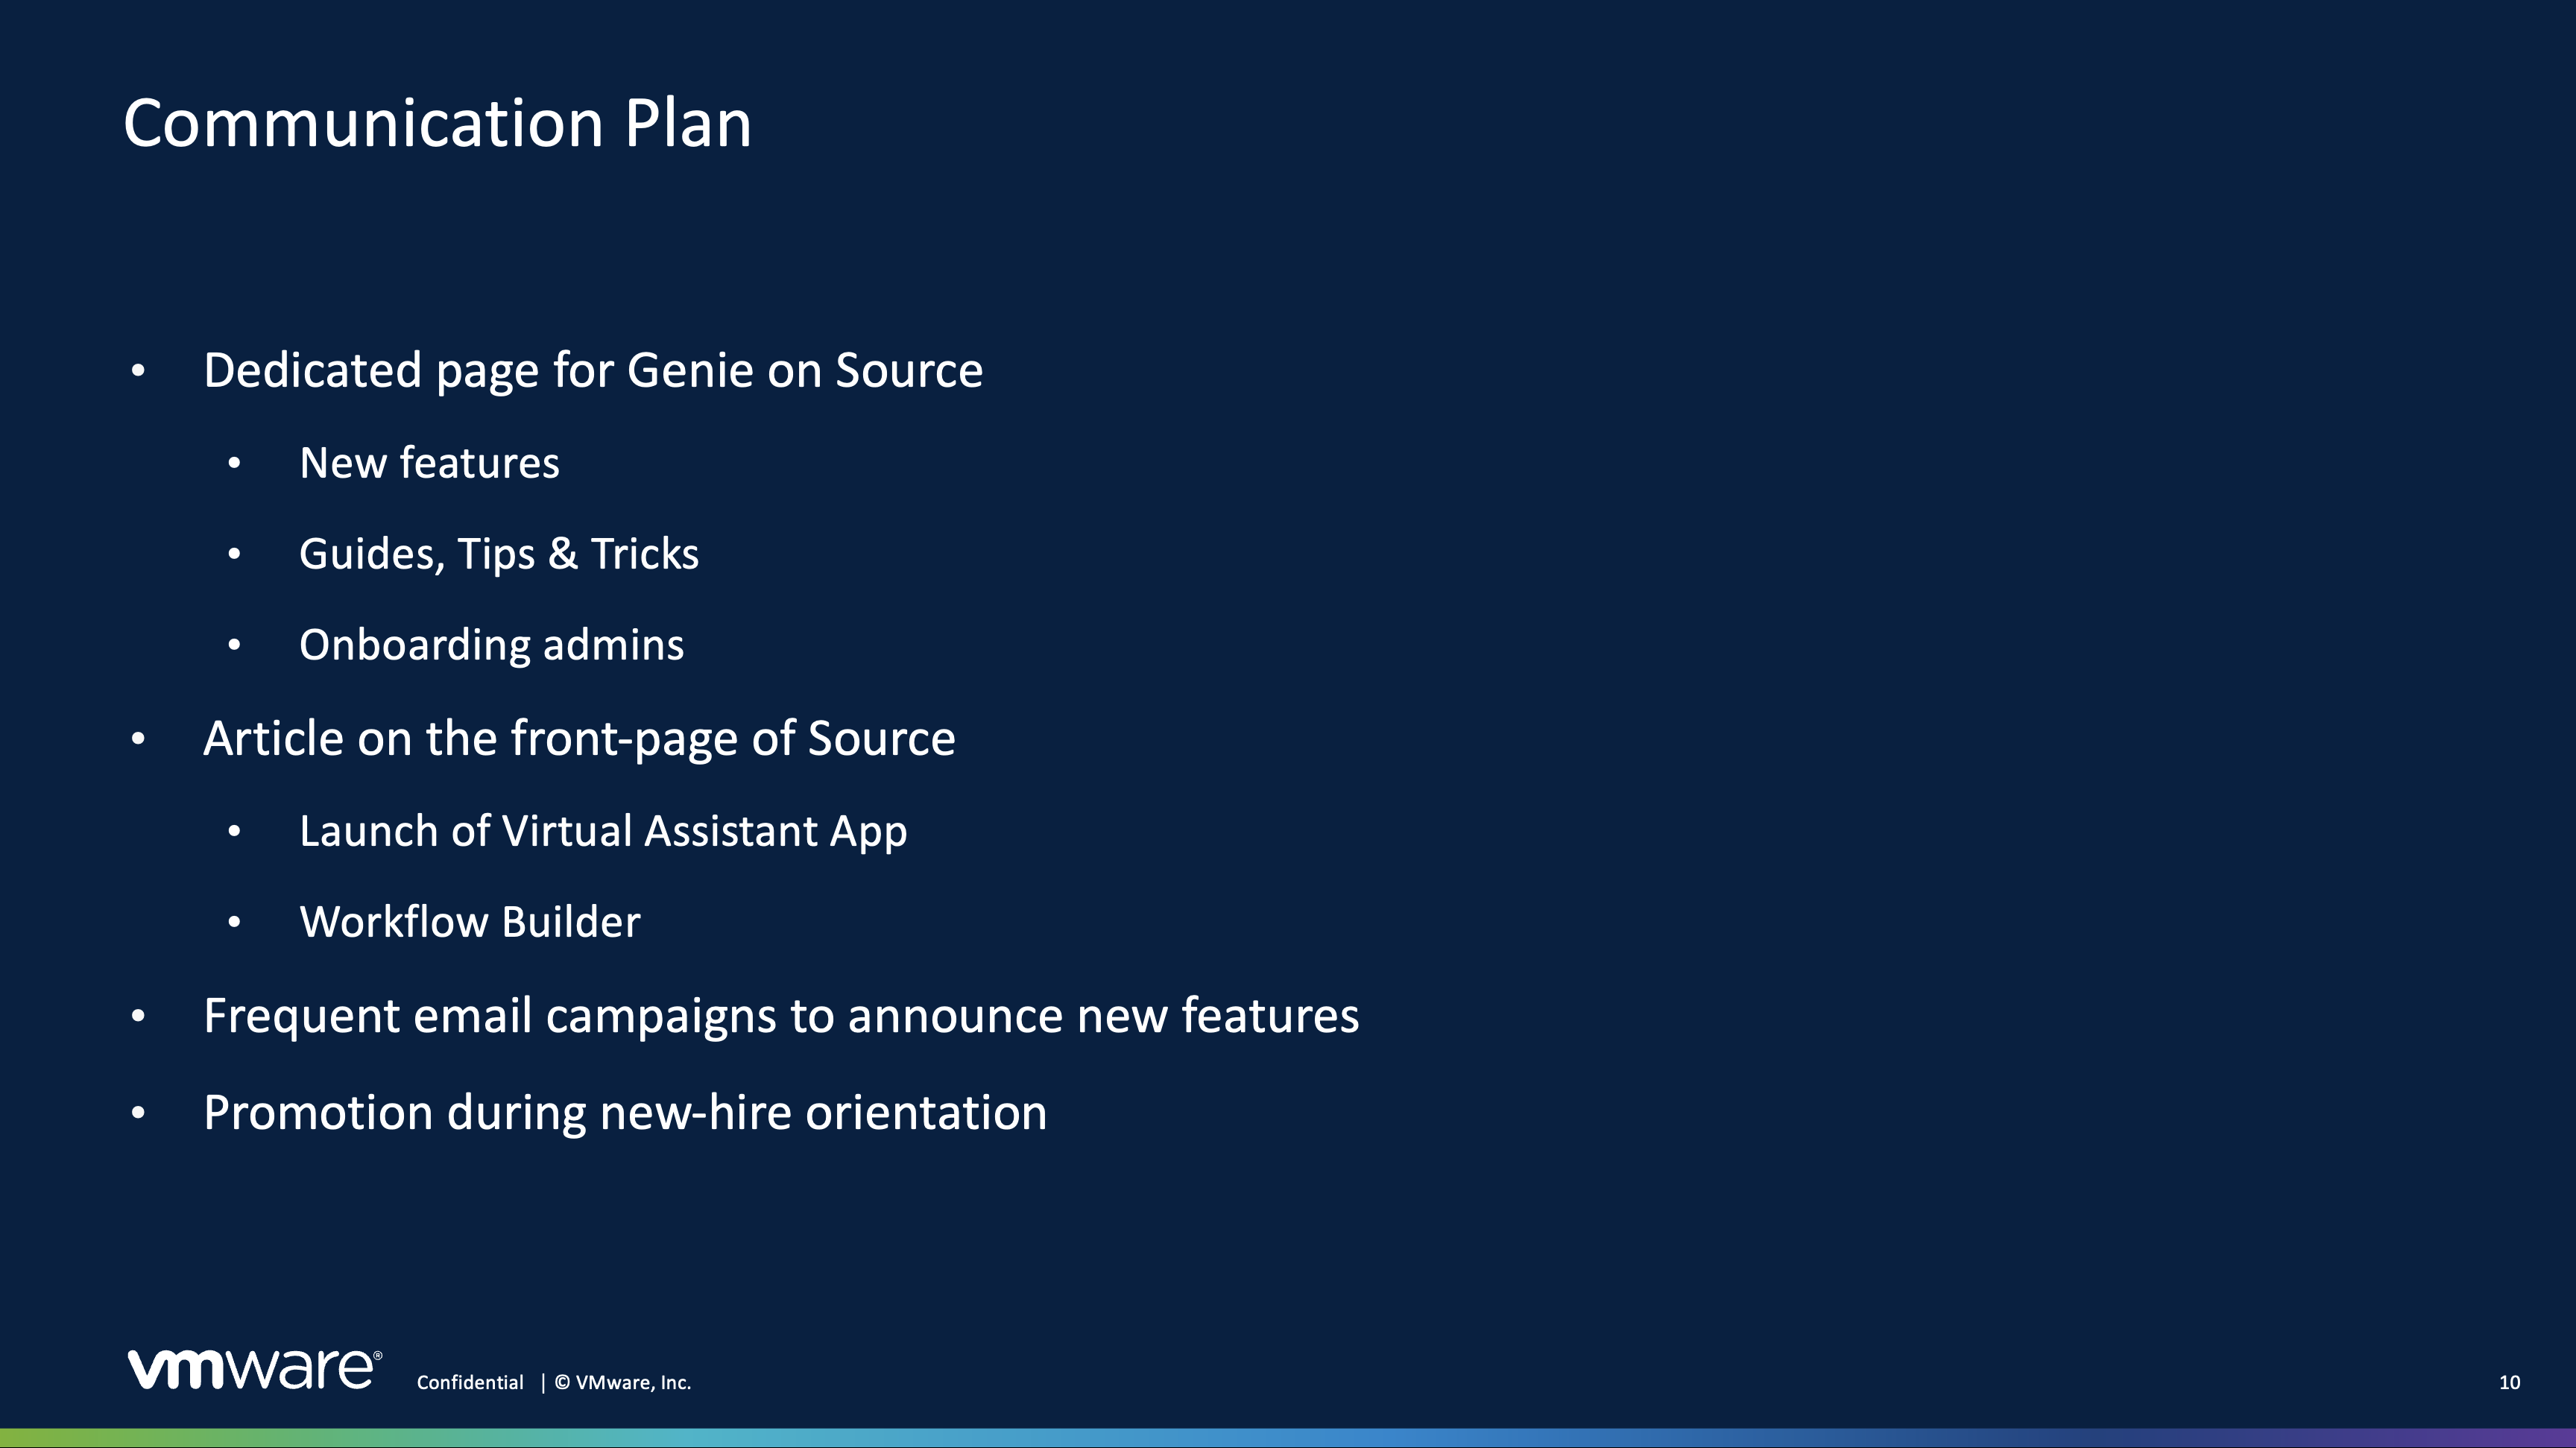 Communication Plan
• Dedicated page for Genie on Source
• New features
• Guides, Tips & Tricks
• Onboarding admins
• Article on the front-page of Source
• Launch of Virtual Assistant App
• Workflow Builder
• Frequent email campaigns to announce new features
• Promotion during new-hire orientation
vmware® Confidential | © VMware, Inc. 10